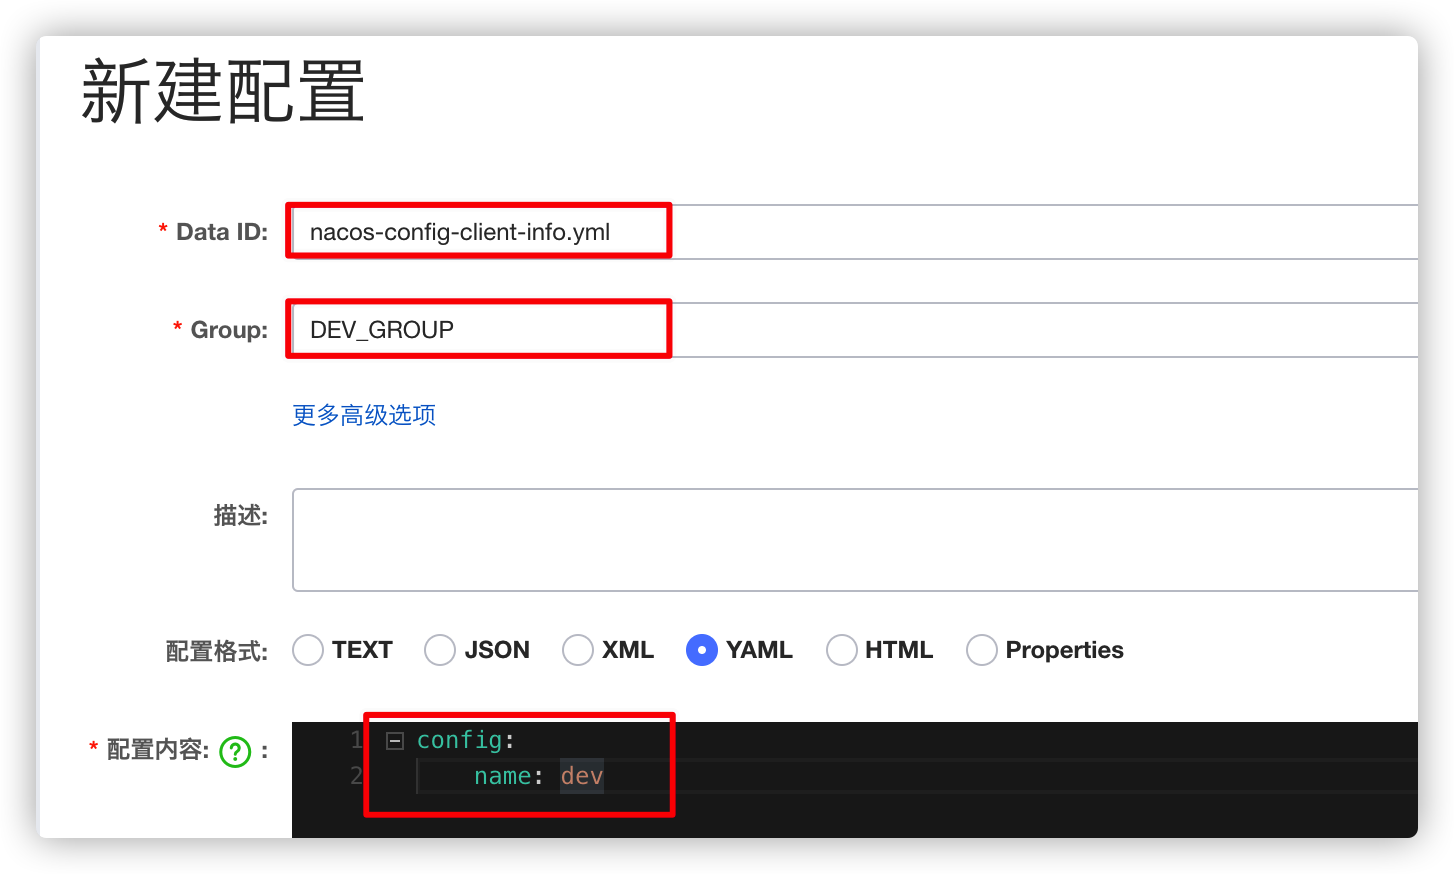 新建配置
* Data ID: nacos-config-client-info.yml
* Group: DEV_GROUP
更多高级选项
描述:
配置格式: TEXT JSON XML YAML HTML Properties
* 配置内容: ? :
1 config:
2 name: dev